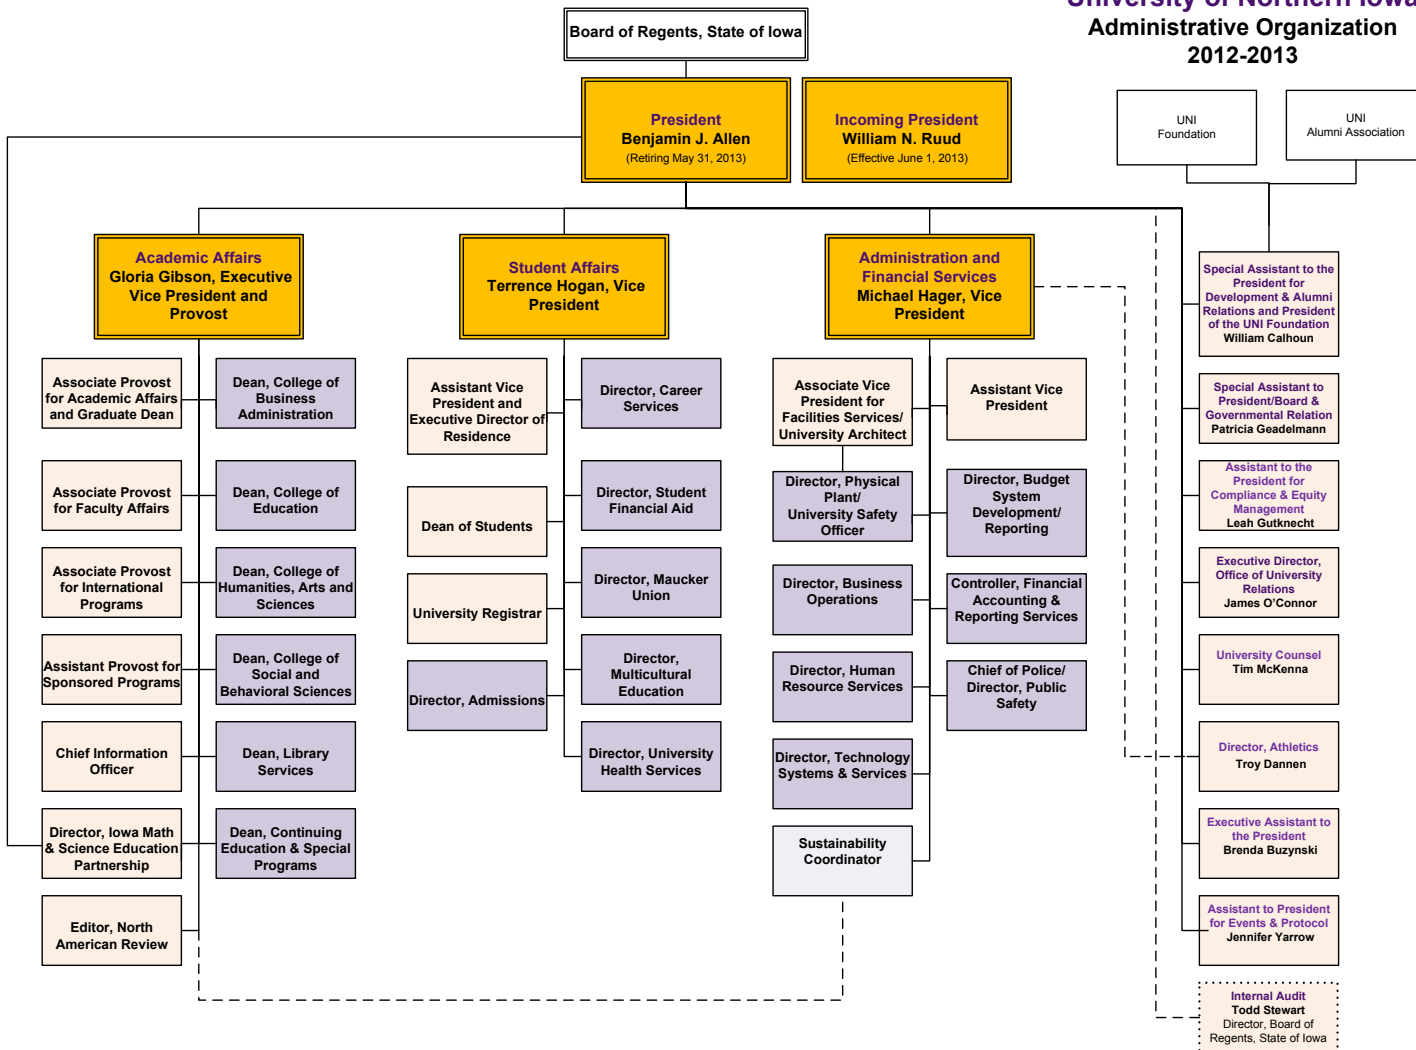 University of Northern Iowa
Administrative Organization
2012-2013
Board of Regents, State of Iowa
President
Benjamin J. Allen
(Retiring May 31, 2013)
Incoming President
William N. Ruud
(Effective June 1, 2013)
UNI
Foundation
UNI
Alumni Association
Academic Affairs
Gloria Gibson, Executive
Vice President and
Provost
Student Affairs
Terrence Hogan, Vice
President
Administration and
Financial Services
Michael Hager, Vice
President
Associate Provost
for Academic Affairs
and Graduate Dean
Dean, College of
Business
Administration
Associate Provost
for Faculty Affairs
Dean, College of
Education
Associate Provost
for International
Programs
Dean, College of
Humanities, Arts and
Sciences
Assistant Provost for
Sponsored Programs
Dean, College of
Social and
Behavioral Sciences
Chief Information
Officer
Dean, Library
Services
Director, Iowa Math
& Science Education
Partnership
Dean, Continuing
Education & Special
Programs
Editor, North
American Review
Assistant Vice
President and
Executive Director of
Residence
Director, Career
Services
Dean of Students
Director, Student
Financial Aid
University Registrar
Director, Maucker
Union
Director, Admissions
Director,
Multicultural
Education
Director, University
Health Services
Associate Vice
President for
Facilities Services/
University Architect
Assistant Vice
President
Director, Physical
Plant/
University Safety
Officer
Director, Budget
System
Development/
Reporting
Director, Business
Operations
Controller, Financial
Accounting &
Reporting Services
Director, Human
Resource Services
Chief of Police/
Director, Public
Safety
Director, Technology
Systems & Services
Sustainability
Coordinator
Special Assistant to the
President for
Development & Alumni
Relations and President
of the UNI Foundation
William Calhoun
Special Assistant to
President/Board &
Governmental Relation
Patricia Geadelmann
Assistant to the
President for
Compliance & Equity
Management
Leah Gutknecht
Executive Director,
Office of University
Relations
James O’Connor
University Counsel
Tim McKenna
Director, Athletics
Troy Dannen
Executive Assistant to
the President
Brenda Buzynski
Assistant to President
for Events & Protocol
Jennifer Yarrow
Internal Audit
Todd Stewart
Director, Board of
Regents, State of Iowa